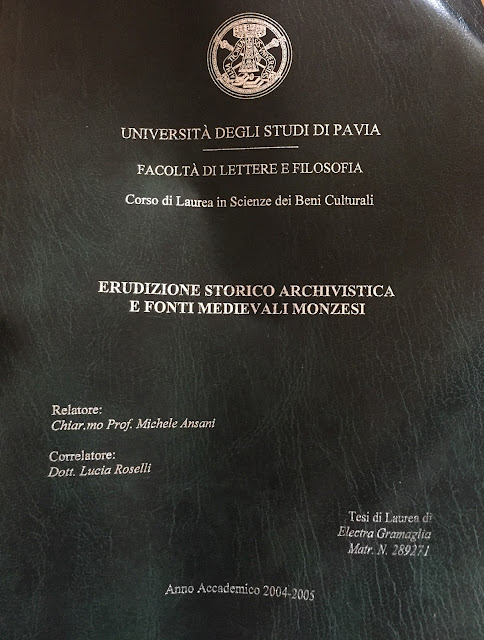 UNIVERSITÀ DEGLI STUDI DI PAVIA
FACOLTÀ DI LETTERE E FILOSOFIA
Corso di Laurea in Scienze dei Beni Culturali
ERUDIZIONE STORICO ARCHIVISTICA
E FONTI MEDIEVALI MONZESI
Relatore:
Chiar.mo Prof. Michele Ansani
Correlatore:
Dott. Lucia Roselli
Tesi di Laurea di
Electra Gramaglia
Matr. N. 289271
Anno Accademico 2004-2005